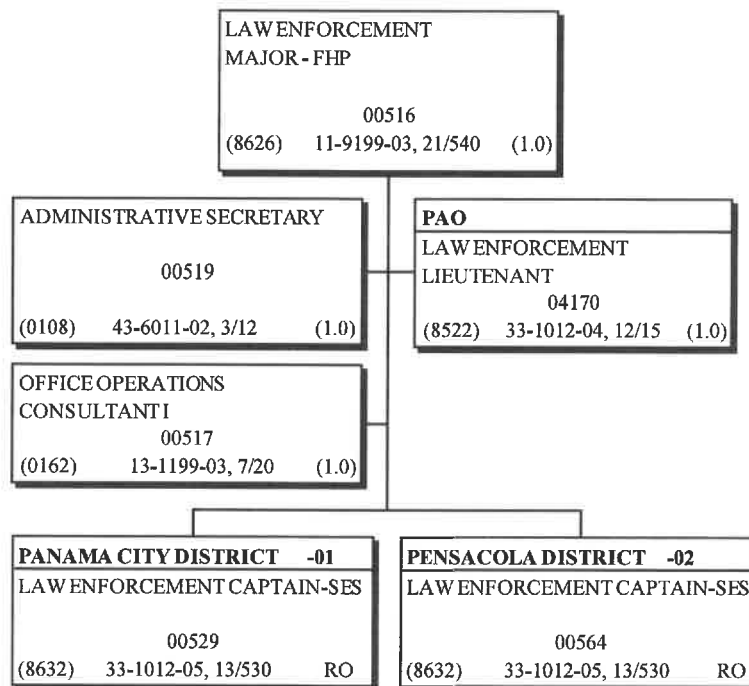 LAW ENFORCEMENT
MAJOR - FHP
00516
(8626) 11-9199-03, 21/540 (1.0)
ADMINISTRATIVE SECRETARY
00519
(0108) 43-6011-02, 3/12 (1.0)
PAO
LAW ENFORCEMENT
LIEUTENANT
04170
(8522) 33-1012-04, 12/15 (1.0)
OFFICE OPERATIONS
CONSULTANT I
00517
(0162) 13-1199-03, 7/20 (1.0)
PANAMA CITY DISTRICT -01
LAW ENFORCEMENT CAPTAIN-SES
00529
(8632) 33-1012-05, 13/530 RO
PENSACOLA DISTRICT -02
LAW ENFORCEMENT CAPTAIN-SES
00564
(8632) 33-1012-05, 13/530 RO